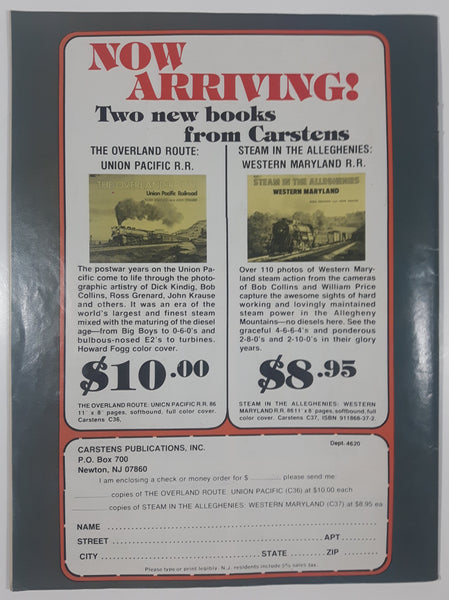 NOW
ARRIVING!
Two new books
from Carstens
THE OVERLAND ROUTE:
UNION PACIFIC R.R.
THE OVERLAND ROUTE
Union Pacific Railroad
The postwar years on the Union Pa-
cific come to life through the photo-
graphic artistry of Dick Kindig, Bob
Collins, Ross Grenard, John Krause
and others. It was an era of the
world's largest and finest steam
mixed with the maturing of the diesel
age—from Big Boys to 0-6-0's and
bulbous-nosed E2's to turbines.
Howard Fogg color cover.
$10.00
THE OVERLAND ROUTE: UNION PACIFIC R.R. 86
11" x 8" pages, softbound, full color cover.
Carstens C36,
STEAM IN THE ALLEGHENIES:
WESTERN MARYLAND R.R.
STEAM IN THE ALLEGHENIES
WESTERN MARYLAND
Over 110 photos of Western Mary-
land steam action from the cameras
of Bob Collins and William Price
capture the awesome sights of hard
working and lovingly maintained
steam power in the Allegheny
Mountains—no diesels here. See the
graceful 4-6-6-4's and ponderous
2-8-0's and 2-10-0's in their glory
years.
$8.95
STEAM IN THE ALLEGHENIES: WESTERN
MARYLAND R.R. 86 11" x 8" pages, softbound, full
color cover. Carstens C37, ISBN 911868-37-2.
CARSTENS PUBLICATIONS, INC.
Dept. 4620
P.O. Box 700
Newton, NJ 07860
I am enclosing a check or money order for $ ........, please send me:
copies of THE OVERLAND ROUTE: UNION PACIFIC (C36) at $10.00 each
copies of STEAM IN THE ALLEGHENIES: WESTERN MARYLAND (C37) at $8.95 ea
NAME
STREET APT.
CITY STATE ZIP
Please type or print legibly. N.J. residents include 5% sales tax.